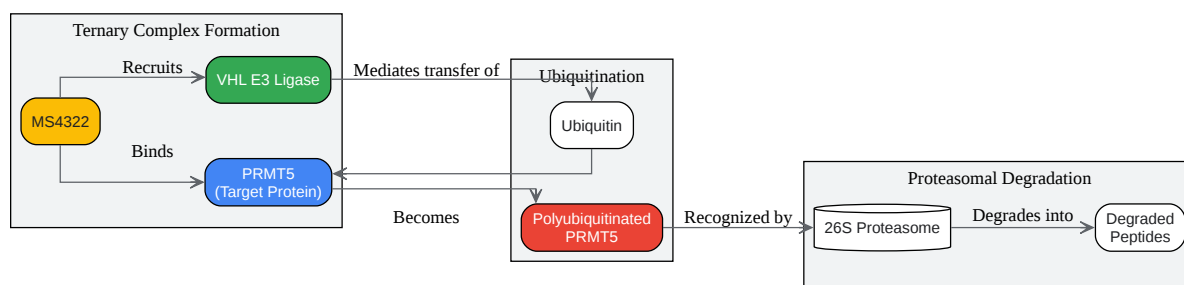 Ternary Complex Formation
Recruits
VHL E3 Ligase
MS4322
Binds
PRMT5
(Target Protein)
Mediates transfer of
Ubiquitination
Ubiquitin
Becomes
Polyubiquitinated
PRMT5
Recognized by
Proteasomal Degradation
26S Proteasome
Degrades into
Degraded
Peptides